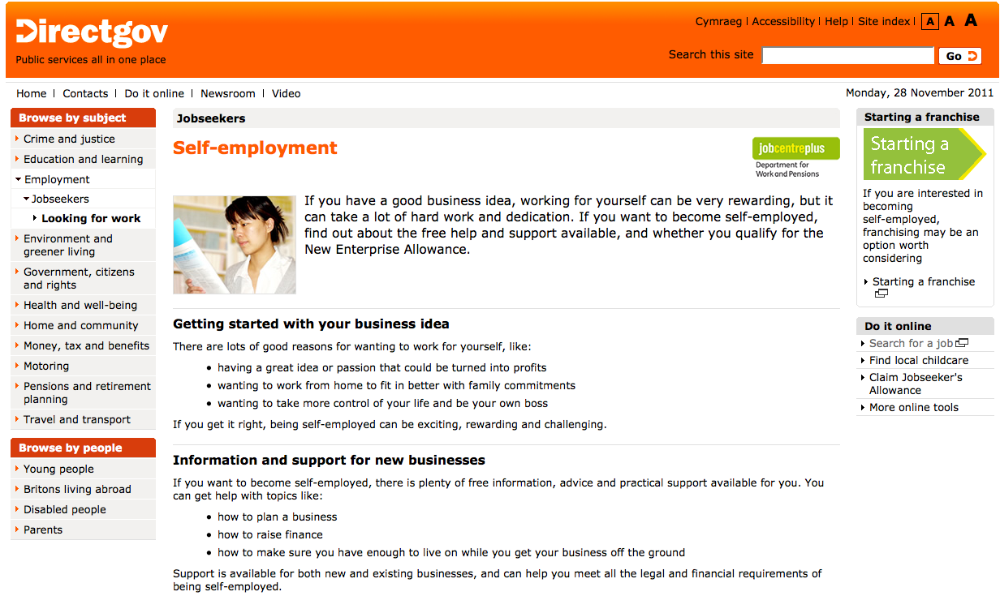 Directgov
Public services all in one place
Cymraeg | Accessibility | Help | Site index | A A A
Search this site
Go
Home | Contacts | Do it online | Newsroom | Video
Monday, 28 November 2011
Browse by subject
Crime and justice
Education and learning
Employment
Jobseekers
Looking for work
Environment and
greener living
Government, citizens
and rights
Health and well-being
Home and community
Money, tax and benefits
Motoring
Pensions and retirement
planning
Travel and transport
Browse by people
Young people
Britons living abroad
Disabled people
Parents
Jobseekers
Self-employment
jobcentreplus
Department for
Work and Pensions
If you have a good business idea, working for yourself can be very rewarding, but it
can take a lot of hard work and dedication. If you want to become self-employed,
find out about the free help and support available, and whether you qualify for the
New Enterprise Allowance.
Getting started with your business idea
There are lots of good reasons for wanting to work for yourself, like:
• having a great idea or passion that could be turned into profits
• wanting to work from home to fit in better with family commitments
• wanting to take more control of your life and be your own boss
If you get it right, being self-employed can be exciting, rewarding and challenging.
Information and support for new businesses
If you want to become self-employed, there is plenty of free information, advice and practical support available for you. You
can get help with topics like:
• how to plan a business
• how to raise finance
• how to make sure you have enough to live on while you get your business off the ground
Support is available for both new and existing businesses, and can help you meet all the legal and financial requirements of
being self-employed.
Starting a franchise
Starting a
franchise
If you are interested in
becoming
self-employed,
franchising may be an
option worth
considering
Starting a franchise
Do it online
Search for a job
Find local childcare
Claim Jobseeker's
Allowance
More online tools